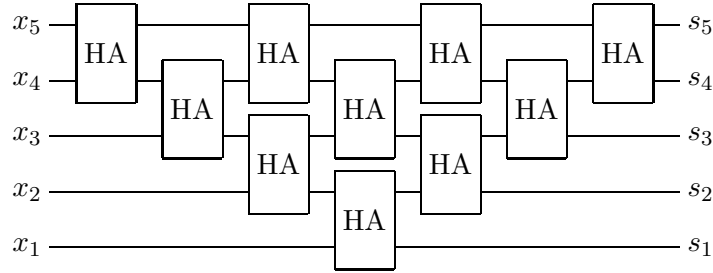 x₅ HA HA HA HA s₅
x₄ HA HA HA s₄
x₃ HA HA s₃
x₂ HA s₂
x₁ s₁